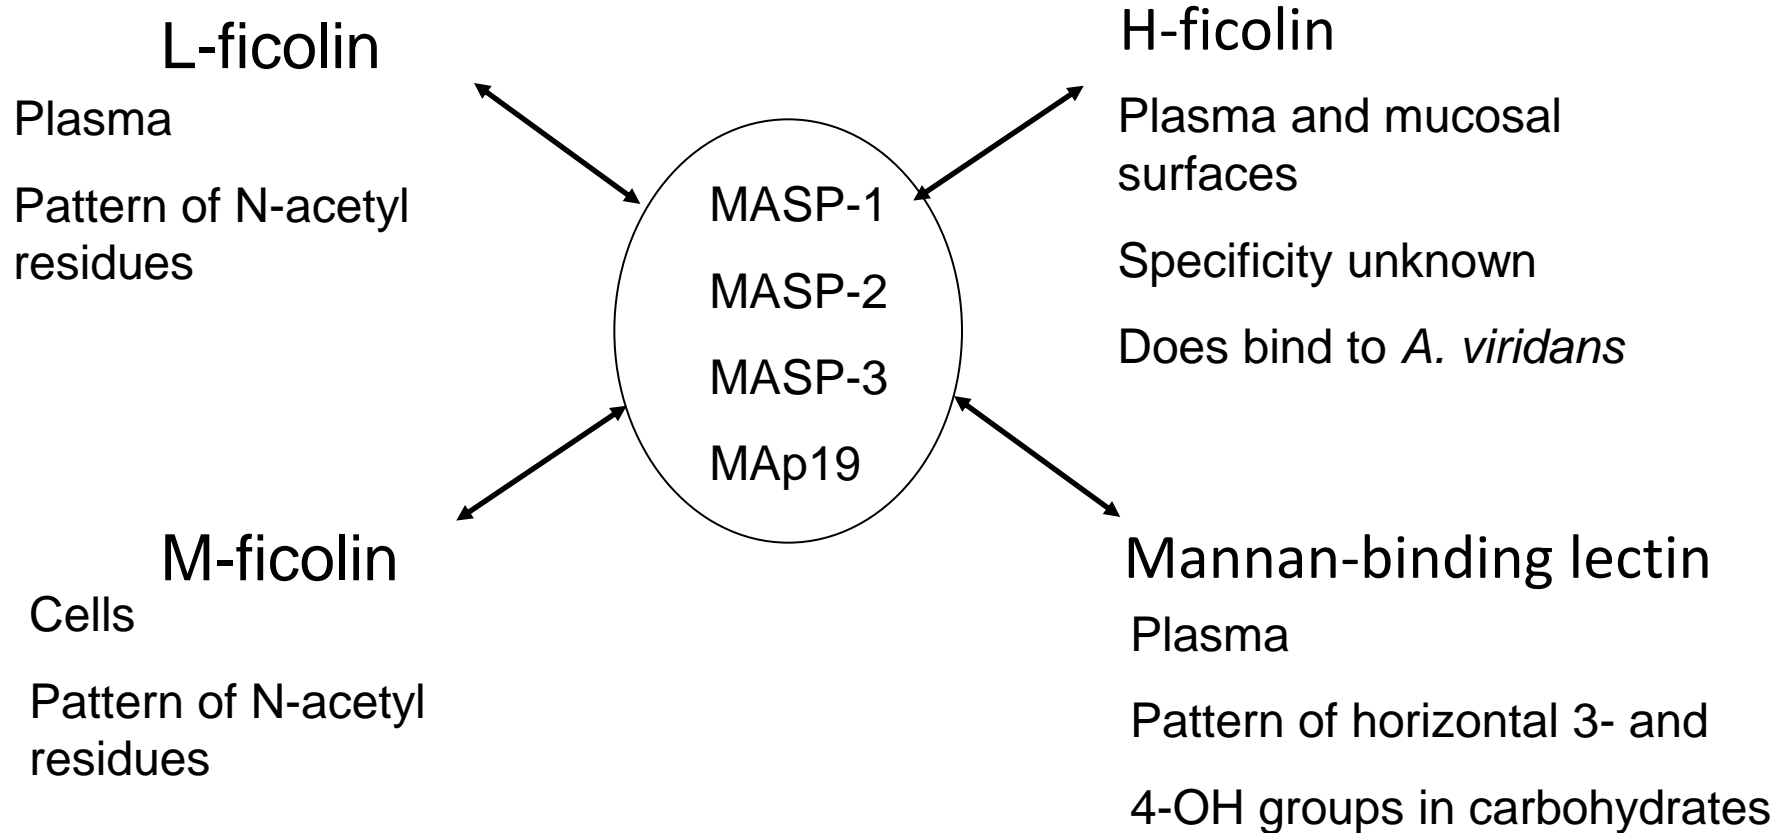 L-ficolin
Plasma
Pattern of N-acetyl
residues
H-ficolin
Plasma and mucosal
surfaces
Specificity unknown
Does bind to A. viridans
MASP-1
MASP-2
MASP-3
MAp19
M-ficolin
Cells
Pattern of N-acetyl
residues
Mannan-binding lectin
Plasma
Pattern of horizontal 3- and
4-OH groups in carbohydrates